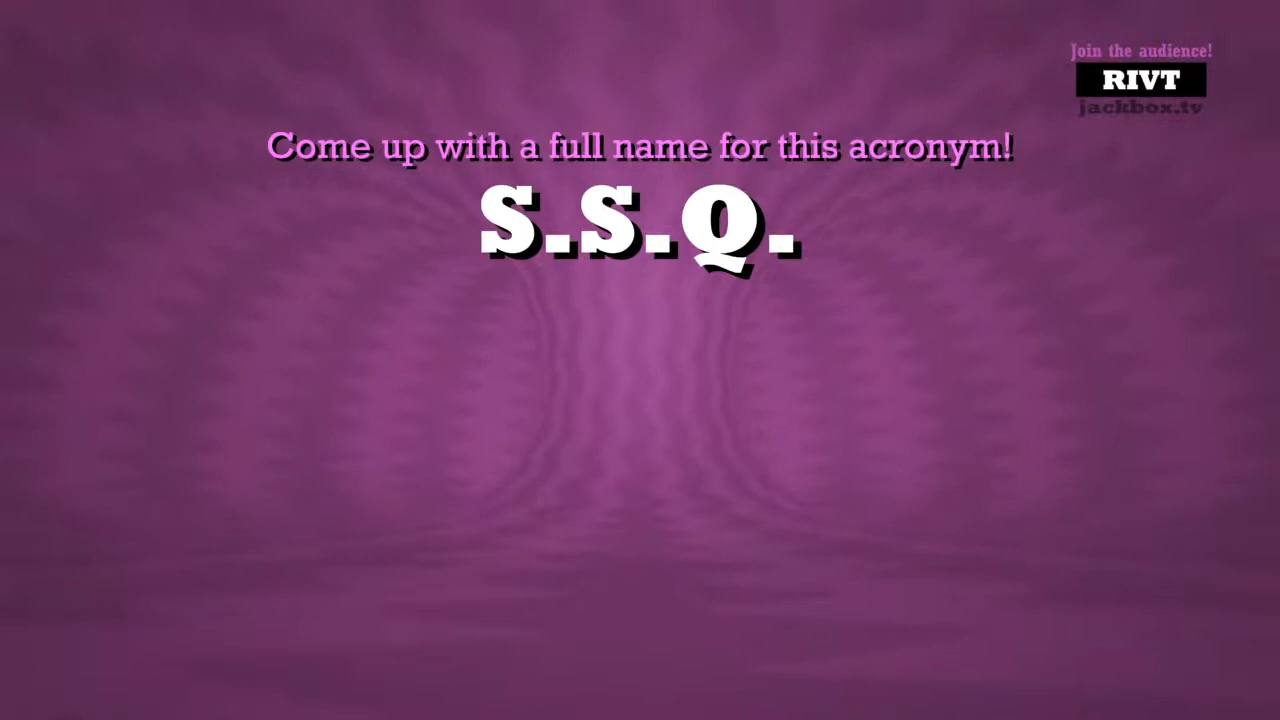 Join the audience!
RIVT
jackbox.tv
Come up with a full name for this acronym!
S.S.Q.